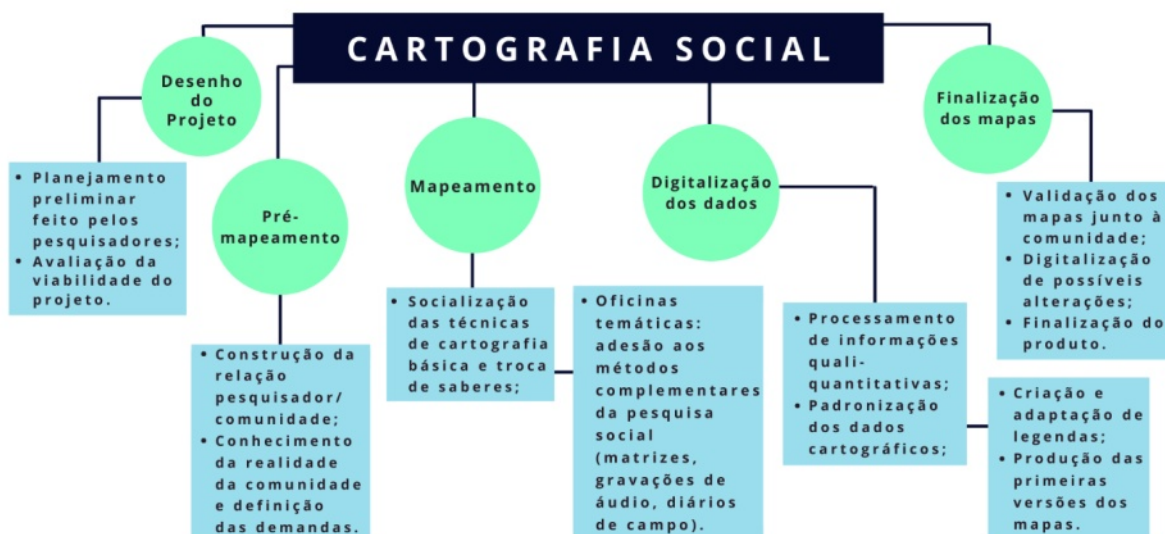 CARTOGRAFIA SOCIAL
Desenho
do
Projeto
• Planejamento
preliminar
feito pelos
pesquisadores;
• Avaliação da
viabilidade do
projeto.
Pré-
mapeamento
• Construção da
relação
pesquisador/
comunidade;
• Conhecimento
da realidade
da comunidade
e definição
das demandas.
Mapeamento
• Socialização
das técnicas
de cartografia
básica e troca
de saberes;
• Oficinas
temáticas:
adesão aos
métodos
complementares
da pesquisa
social
(matrizes,
gravações de
áudio, diários
de campo).
Digitalização
dos dados
• Processamento
de informações
quali-
quantitativas;
• Padronização
dos dados
cartográficos;
• Criação e
adaptação de
legendas;
• Produção das
primeiras
versões dos
mapas.
Finalização
dos mapas
• Validação dos
mapas junto à
comunidade;
• Digitalização
de possíveis
alterações;
• Finalização do
produto.